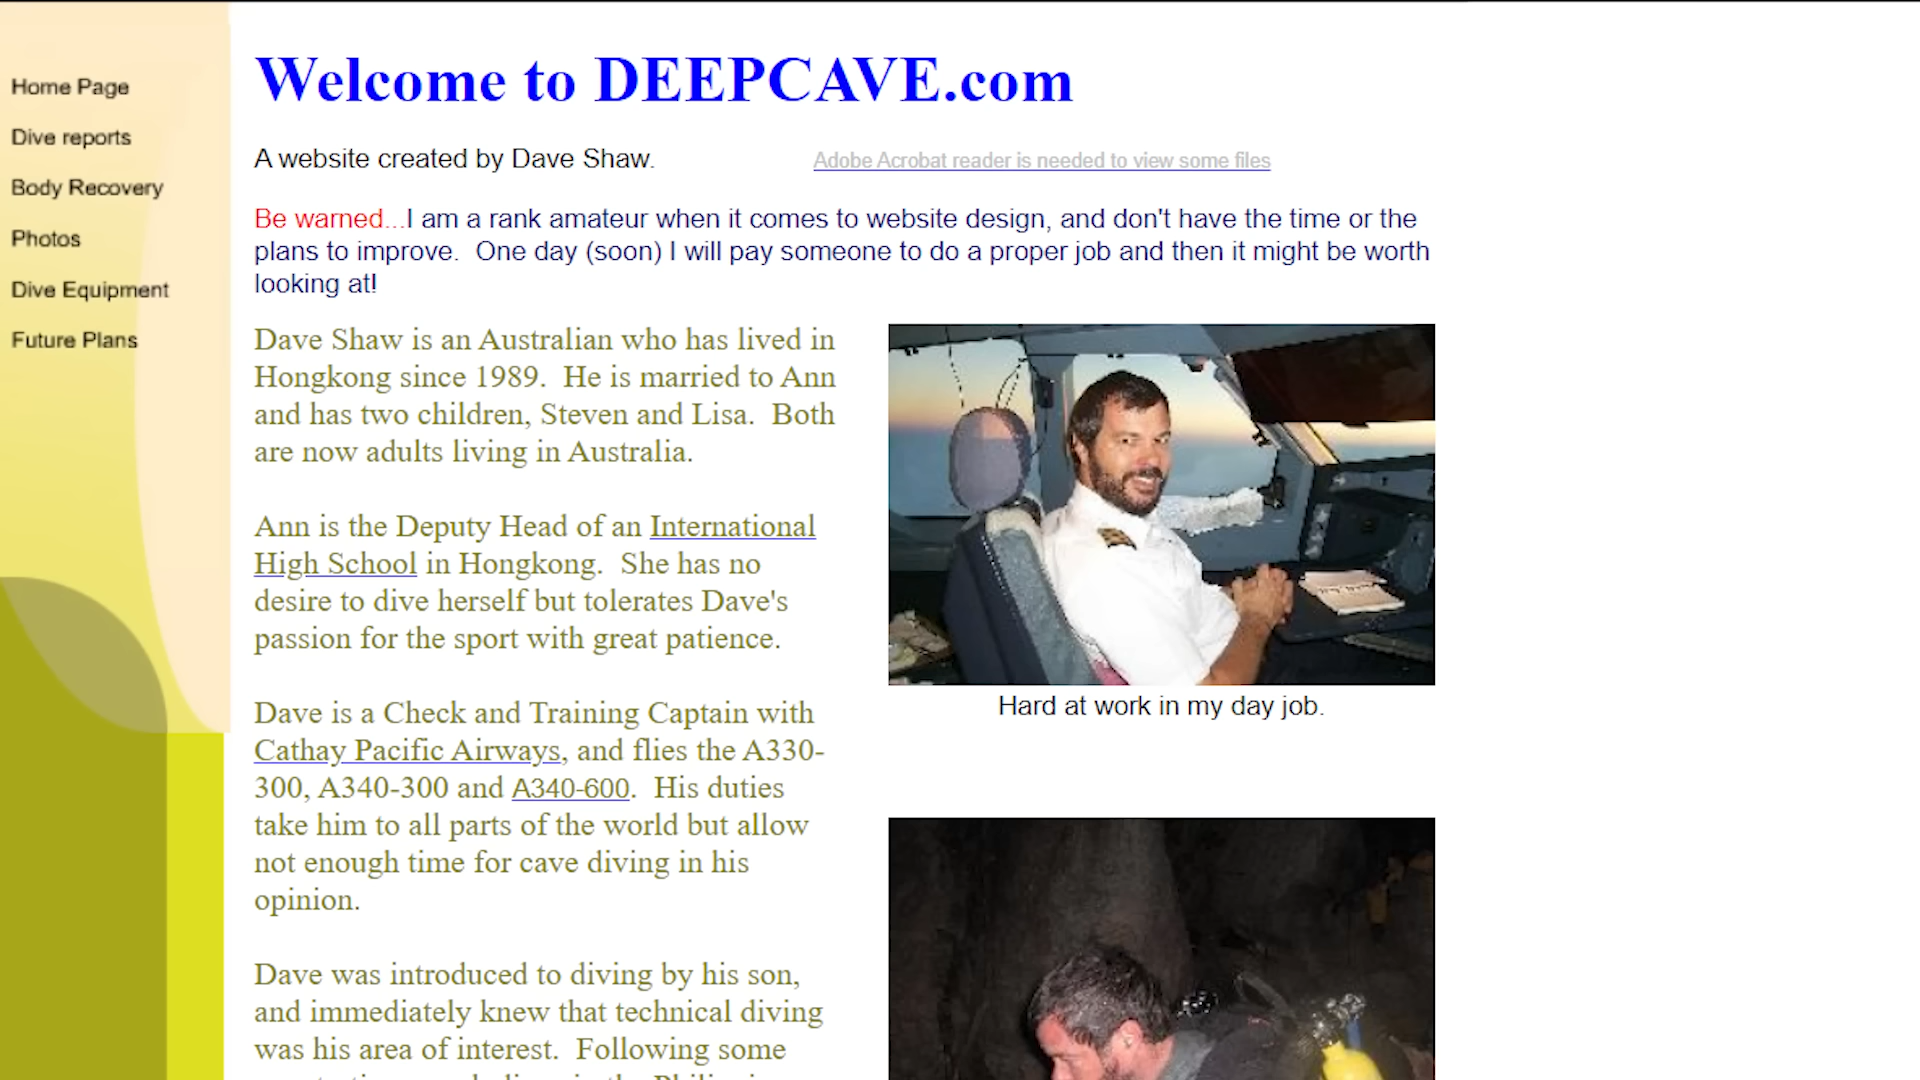 Home Page
Dive reports
Body Recovery
Photos
Dive Equipment
Future Plans
Welcome to DEEPCAVE.com
A website created by Dave Shaw.
Adobe Acrobat reader is needed to view some files
Be warned...I am a rank amateur when it comes to website design, and don't have the time or the
plans to improve. One day (soon) I will pay someone to do a proper job and then it might be worth
looking at!
Dave Shaw is an Australian who has lived in
Hongkong since 1989. He is married to Ann
and has two children, Steven and Lisa. Both
are now adults living in Australia.
Ann is the Deputy Head of an International
High School in Hongkong. She has no
desire to dive herself but tolerates Dave's
passion for the sport with great patience.
Dave is a Check and Training Captain with
Cathay Pacific Airways, and flies the A330-
300, A340-300 and A340-600. His duties
take him to all parts of the world but allow
not enough time for cave diving in his
opinion.
Dave was introduced to diving by his son,
and immediately knew that technical diving
was his area of interest. Following some
Hard at work in my day job.